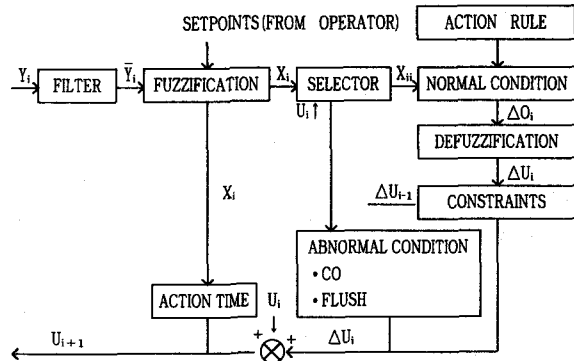 SETPOINTS (FROM OPERATOR)
ACTION RULE
Yi
FILTER
Ȳi
FUZZIFICATION
Xi
SELECTOR
Xii
NORMAL CONDITION
Ui ↑
ΔOi
DEFUZZIFICATION
ΔUi
Xi
ΔUi-1
CONSTRAINTS
ABNORMAL CONDITION
• CO
• FLUSH
ACTION TIME
Ui
Ui+1
+
+
ΔUi